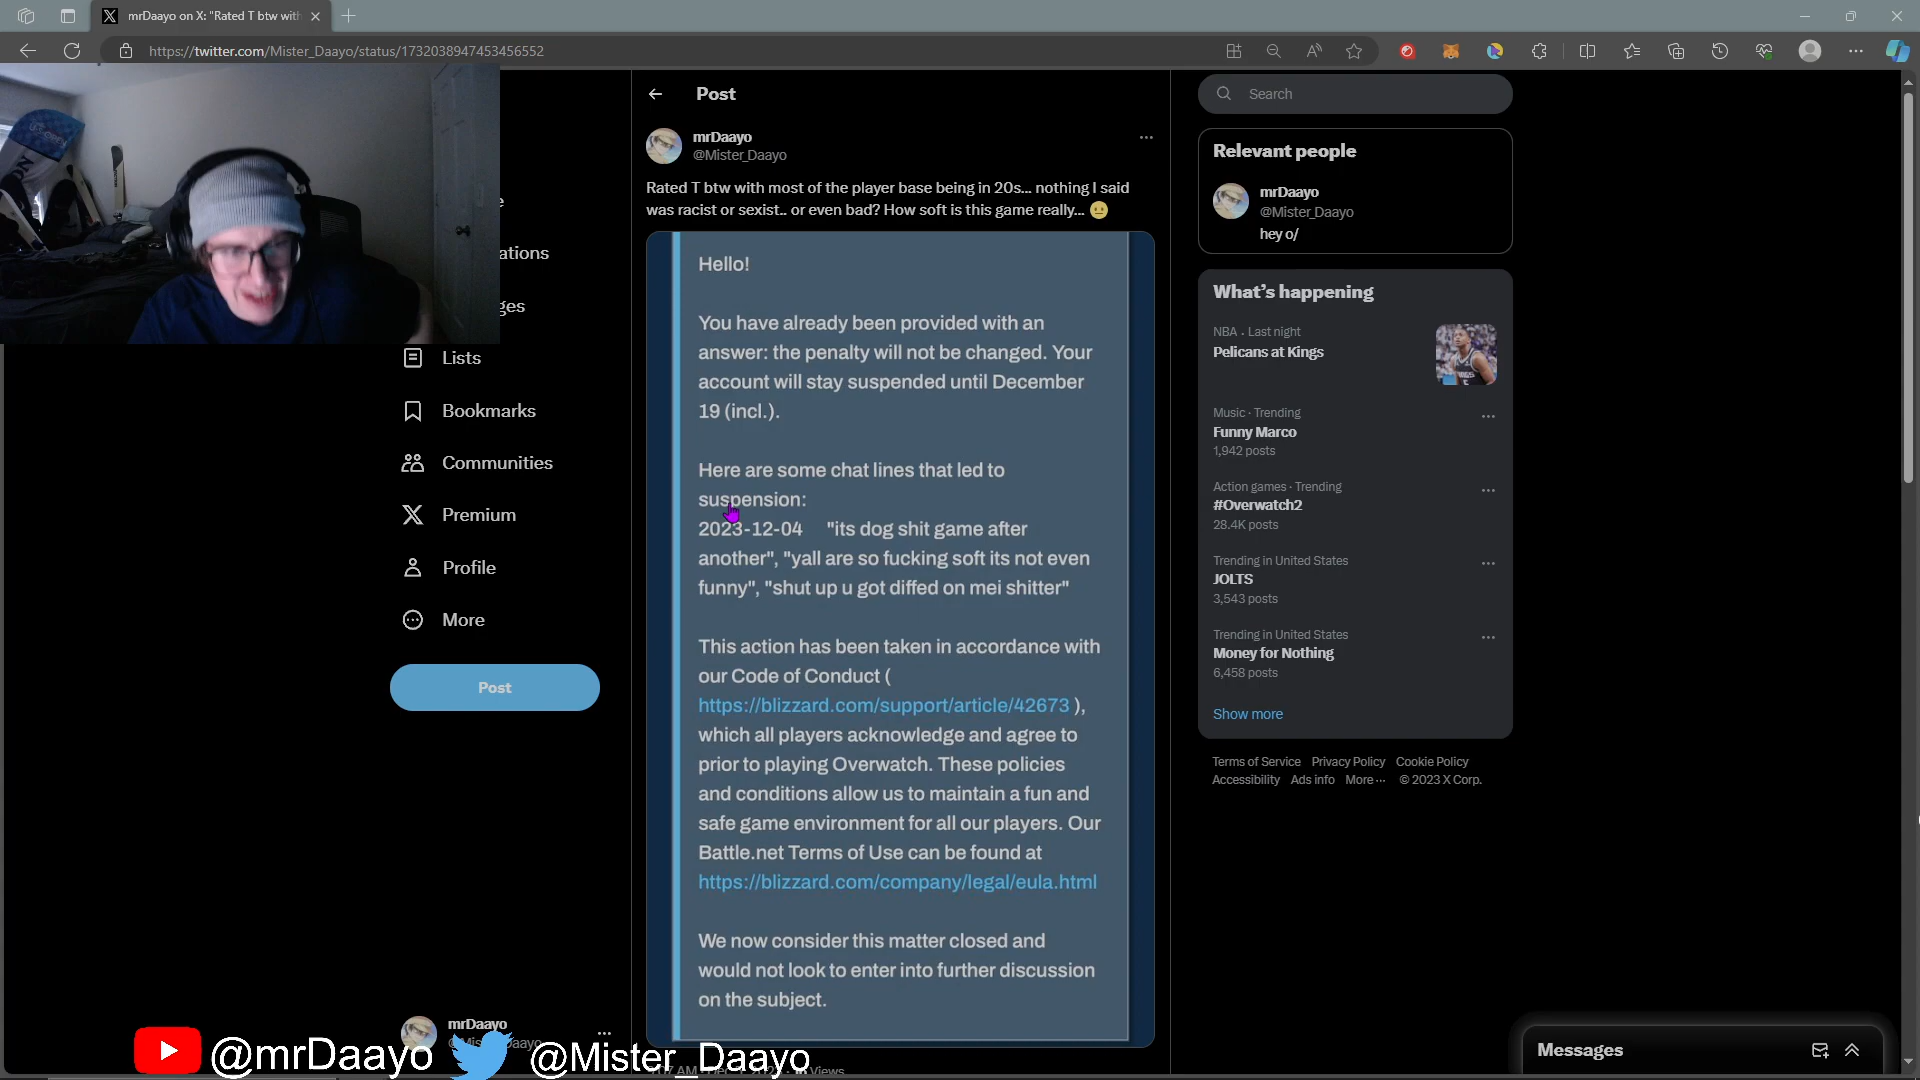 mrDaayo on X: "Rated T btw with
https://twitter.com/Mister_Daayo/status/1732038947453456552
ations
ges
Lists
Bookmarks
Communities
Premium
Profile
More
Post
mrDaayo
Post
mrDaayo
@Mister_Daayo
Rated T btw with most of the player base being in 20s... nothing I said
was racist or sexist.. or even bad? How soft is this game really... 😐
Hello!
You have already been provided with an
answer: the penalty will not be changed. Your
account will stay suspended until December
19 (incl.).
Here are some chat lines that led to
suspension:
2023-12-04 "its dog shit game after
another", "yall are so fucking soft its not even
funny", "shut up u got diffed on mei shitter"
This action has been taken in accordance with
our Code of Conduct (
https://blizzard.com/support/article/42673 ),
which all players acknowledge and agree to
prior to playing Overwatch. These policies
and conditions allow us to maintain a fun and
safe game environment for all our players. Our
Battle.net Terms of Use can be found at
https://blizzard.com/company/legal/eula.html
We now consider this matter closed and
would not look to enter into further discussion
on the subject.
Views
Search
Relevant people
mrDaayo
@Mister_Daayo
hey o/
What's happening
NBA · Last night
Pelicans at Kings
Music · Trending
Funny Marco
1,942 posts
Action games · Trending
#Overwatch2
28.4K posts
Trending in United States
JOLTS
3,543 posts
Trending in United States
Money for Nothing
6,458 posts
Show more
Terms of Service Privacy Policy Cookie Policy
Accessibility Ads info More ··· © 2023 X Corp.
Messages
@mrDaayo
@Mister_Daayo